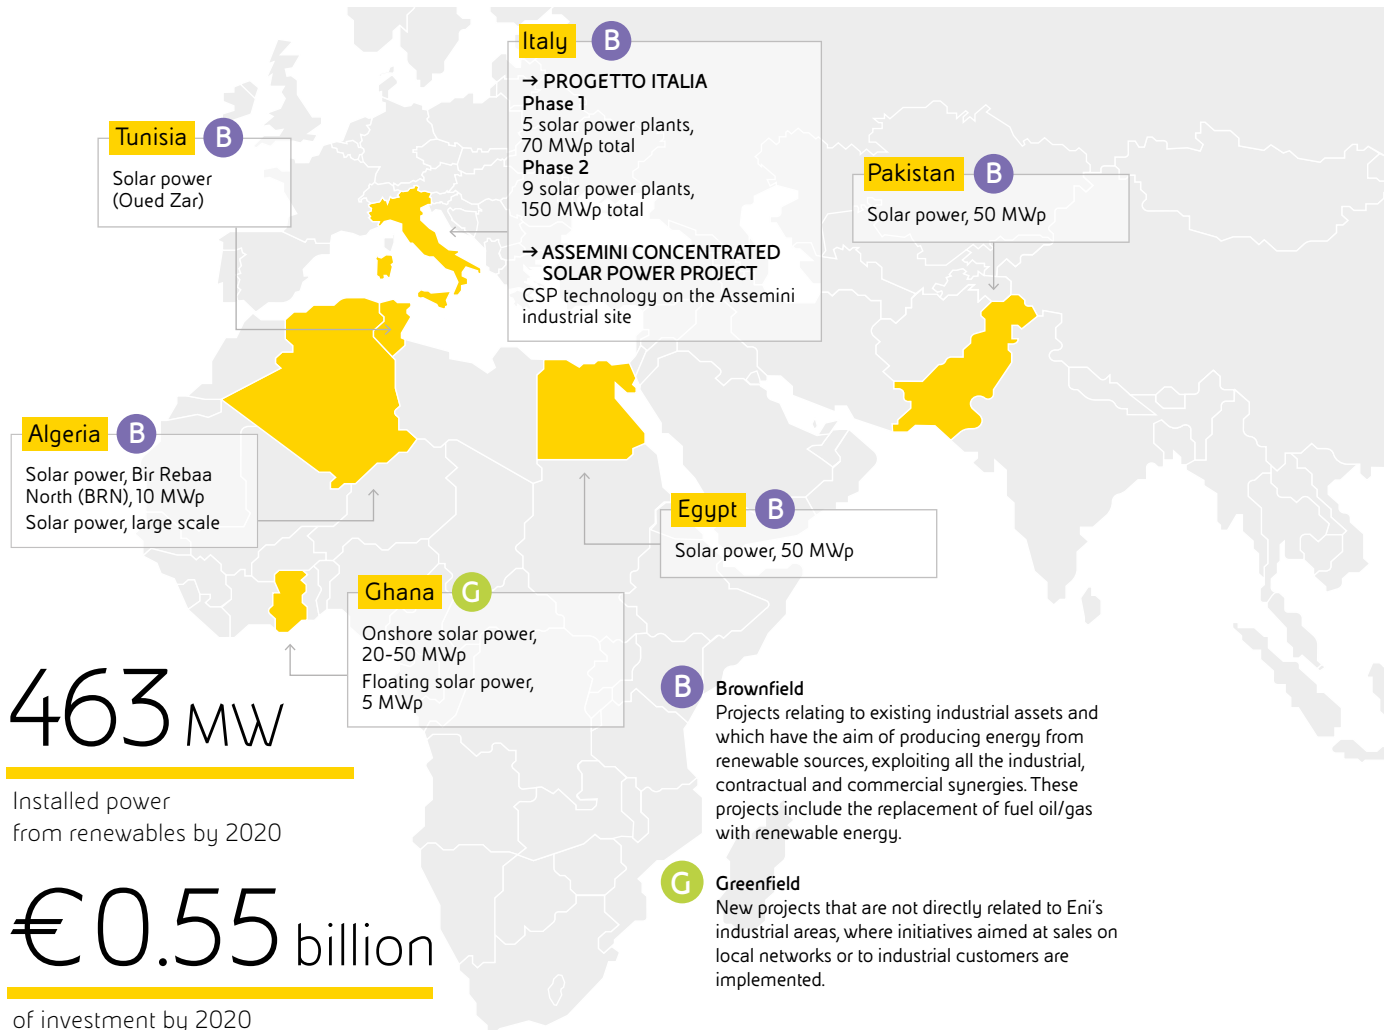 Italy B
→ PROGETTO ITALIA
Phase 1
5 solar power plants,
70 MWp total
Phase 2
9 solar power plants,
150 MWp total
→ ASSEMINI CONCENTRATED
SOLAR POWER PROJECT
CSP technology on the Assemini
industrial site
Tunisia B
Solar power
(Oued Zar)
Pakistan B
Solar power, 50 MWp
Algeria B
Solar power, Bir Rebaa
North (BRN), 10 MWp
Solar power, large scale
Egypt B
Solar power, 50 MWp
Ghana G
Onshore solar power,
20-50 MWp
Floating solar power,
5 MWp
463 MW
Installed power
from renewables by 2020
€0.55 billion
of investment by 2020
B Brownfield
Projects relating to existing industrial assets and
which have the aim of producing energy from
renewable sources, exploiting all the industrial,
contractual and commercial synergies. These
projects include the replacement of fuel oil/gas
with renewable energy.
G Greenfield
New projects that are not directly related to Eni's
industrial areas, where initiatives aimed at sales on
local networks or to industrial customers are
implemented.